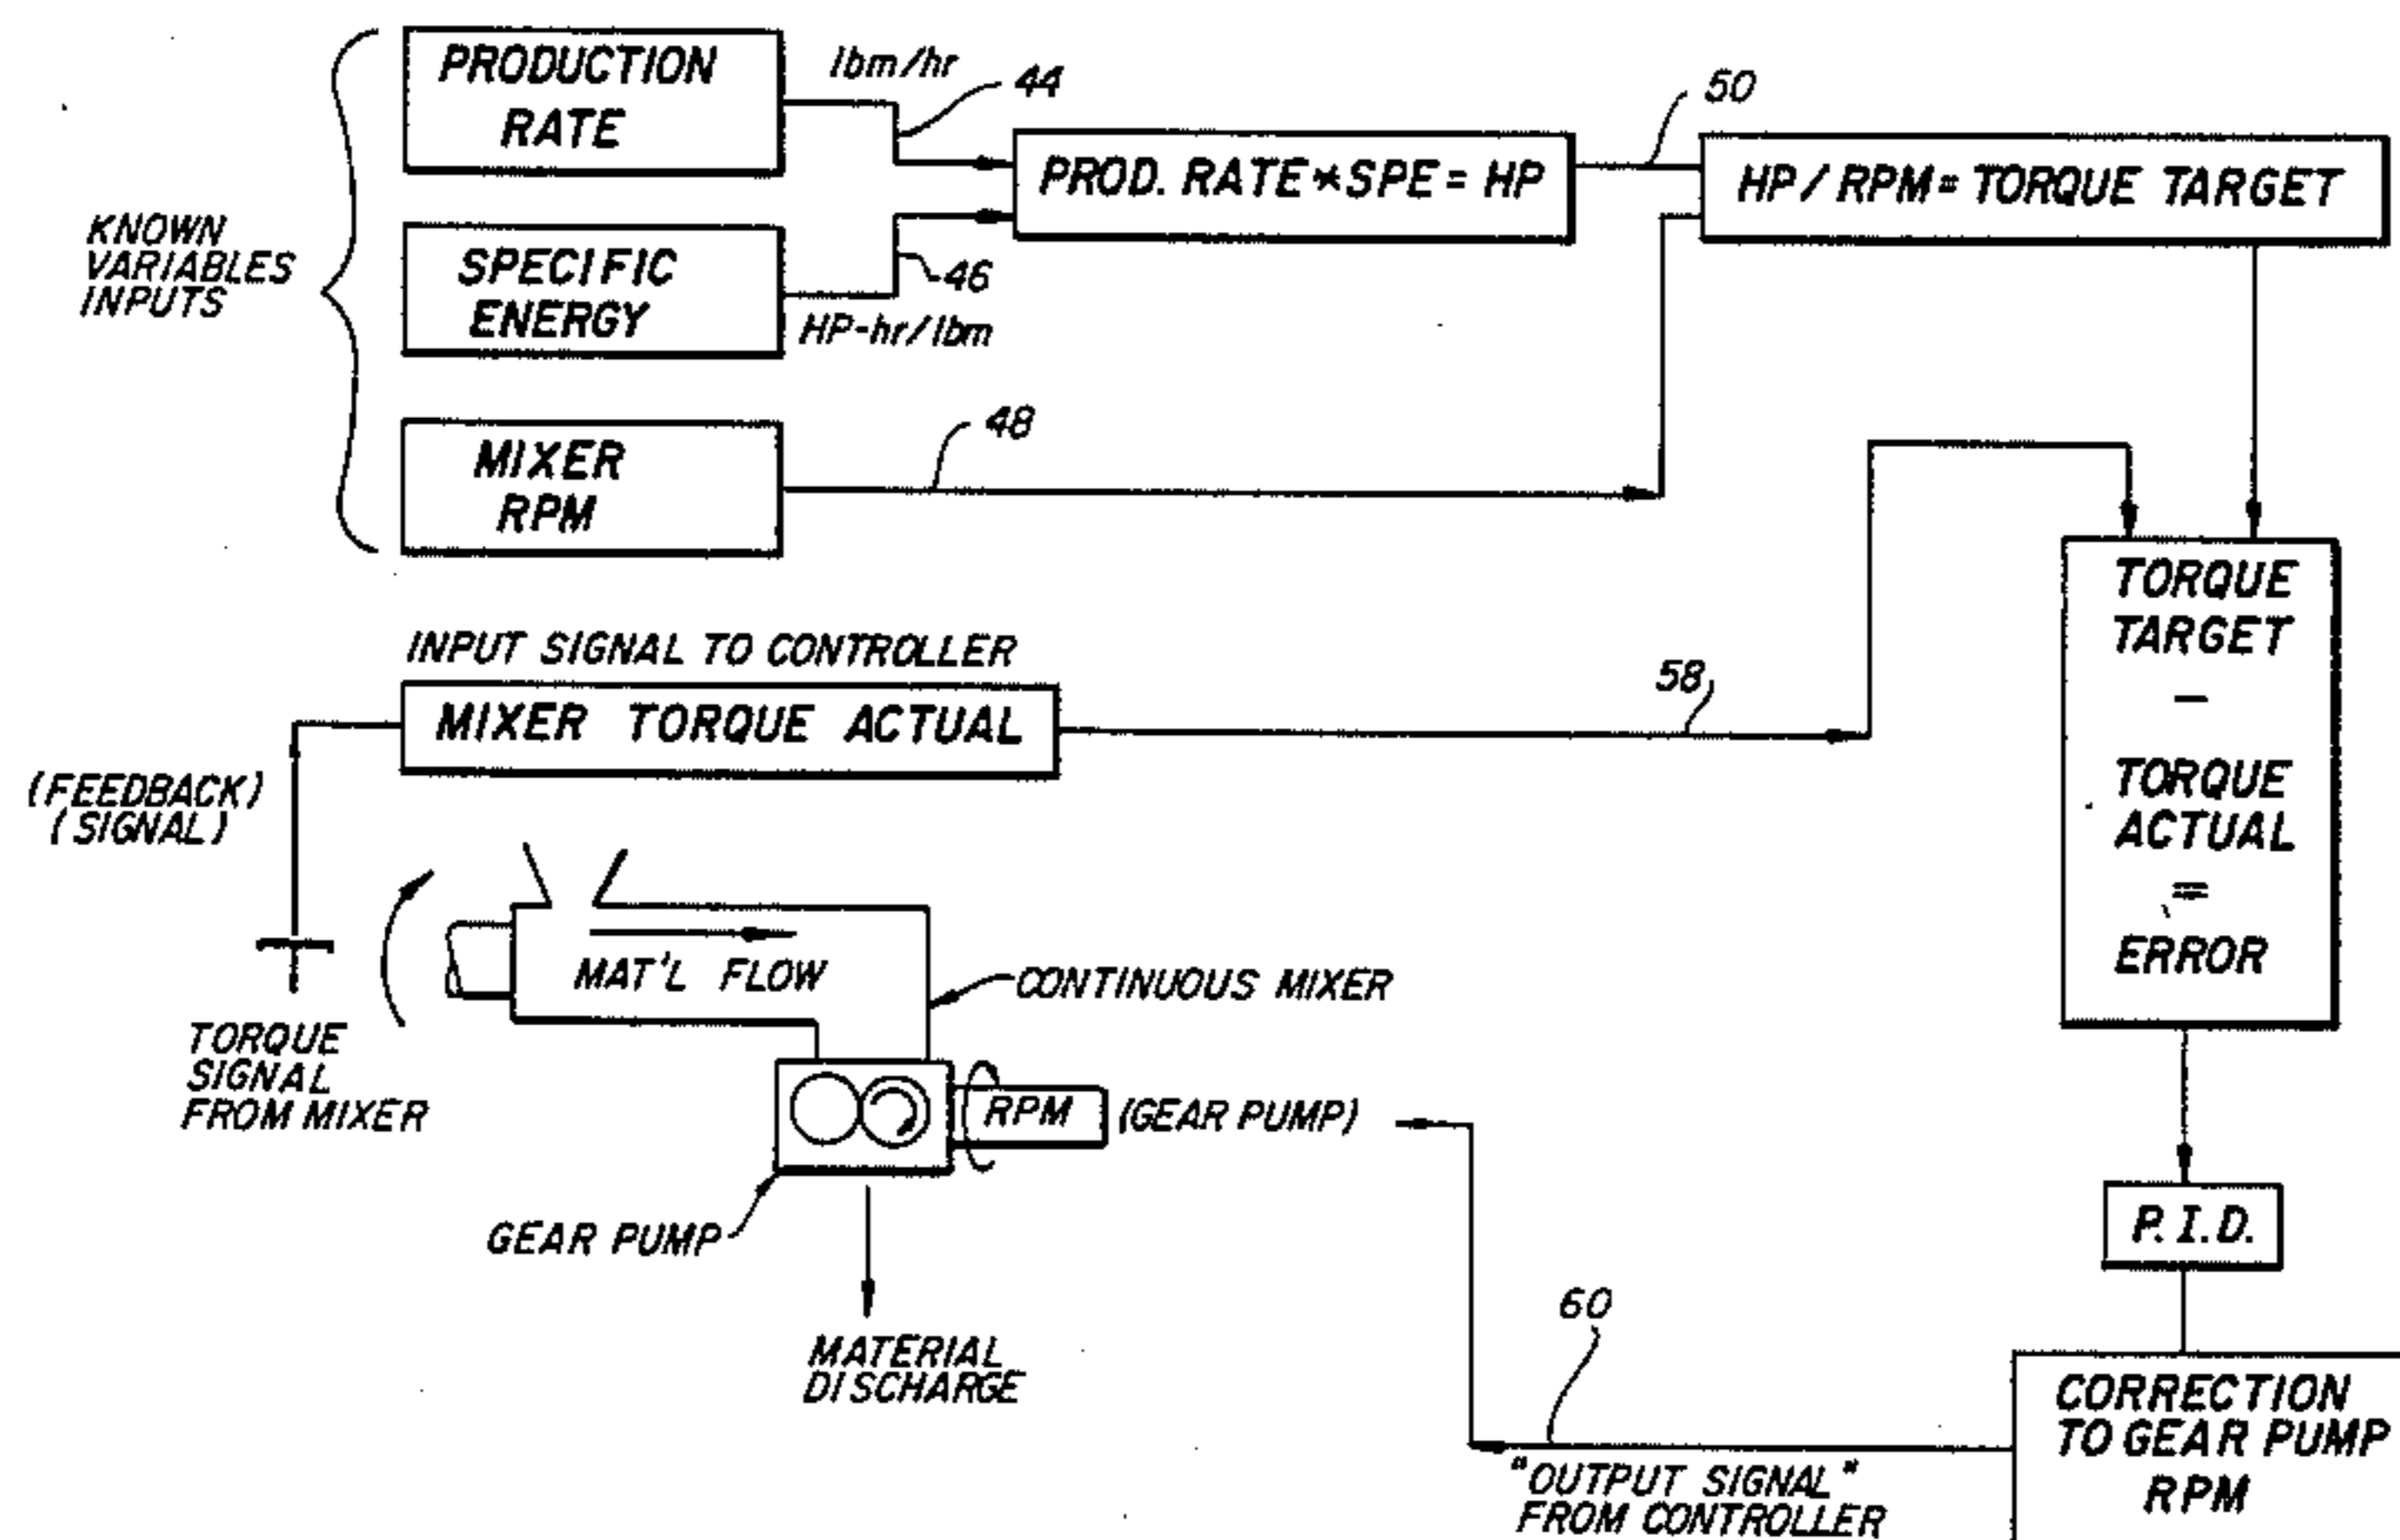 PRODUCTION
RATE
lbm/hr
44
50
PROD. RATE*SPE = HP
HP / RPM = TORQUE TARGET
KNOWN
VARIABLES
INPUTS
SPECIFIC
ENERGY
46
HP-hr/lbm
MIXER
RPM
48
TORQUE
TARGET
—
TORQUE
ACTUAL
=
ERROR
INPUT SIGNAL TO CONTROLLER
MIXER TORQUE ACTUAL
58
(FEEDBACK)
(SIGNAL)
MAT'L FLOW
CONTINUOUS MIXER
TORQUE
SIGNAL
FROM MIXER
RPM
(GEAR PUMP)
GEAR PUMP
MATERIAL
DISCHARGE
P.I.D.
60
CORRECTION
TO GEAR PUMP
RPM
"OUTPUT SIGNAL"
FROM CONTROLLER